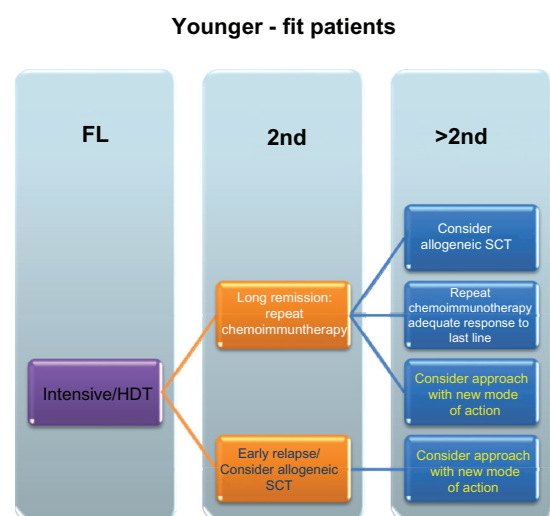 Younger - fit patients
FL
2nd
>2nd
Intensive/HDT
Long remission:
repeat
chemoimmuntherapy
Early relapse/
Consider allogeneic
SCT
Consider
allogeneic SCT
Repeat
chemoimmunotherapy
adequate response to
last line
Consider approach
with new mode
of action
Consider approach
with new mode
of action